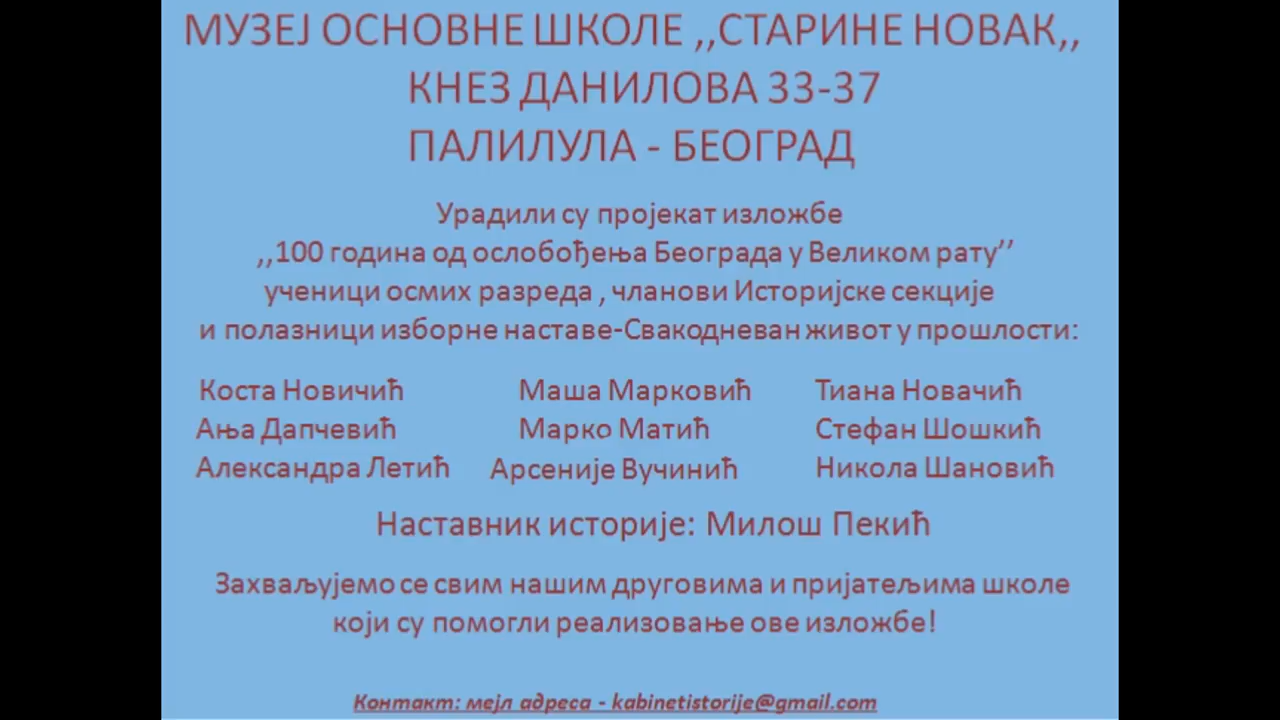 МУЗЕЈ ОСНОВНЕ ШКОЛЕ ,,СТАРИНЕ НОВАК,,
КНЕЗ ДАНИЛОВА 33-37
ПАЛИЛУЛА - БЕОГРАД
Урадили су пројекат изложбе
,,100 година од ослобођења Београда у Великом рату’’
ученици осмих разреда , чланови Историјске секције
и полазници изборне наставе-Свакодневан живот у прошлости:
Коста Новичић Маша Марковић Тиана Новачић
Ања Дапчевић Марко Матић Стефан Шошкић
Александра Летић Арсеније Вучинић Никола Шановић
Наставник историје: Милош Пекић
Захваљујемо се свим нашим друговима и пријатељима школе
који су помогли реализовање ове изложбе!
Контакт: мејл адреса - kabinetistorije@gmail.com